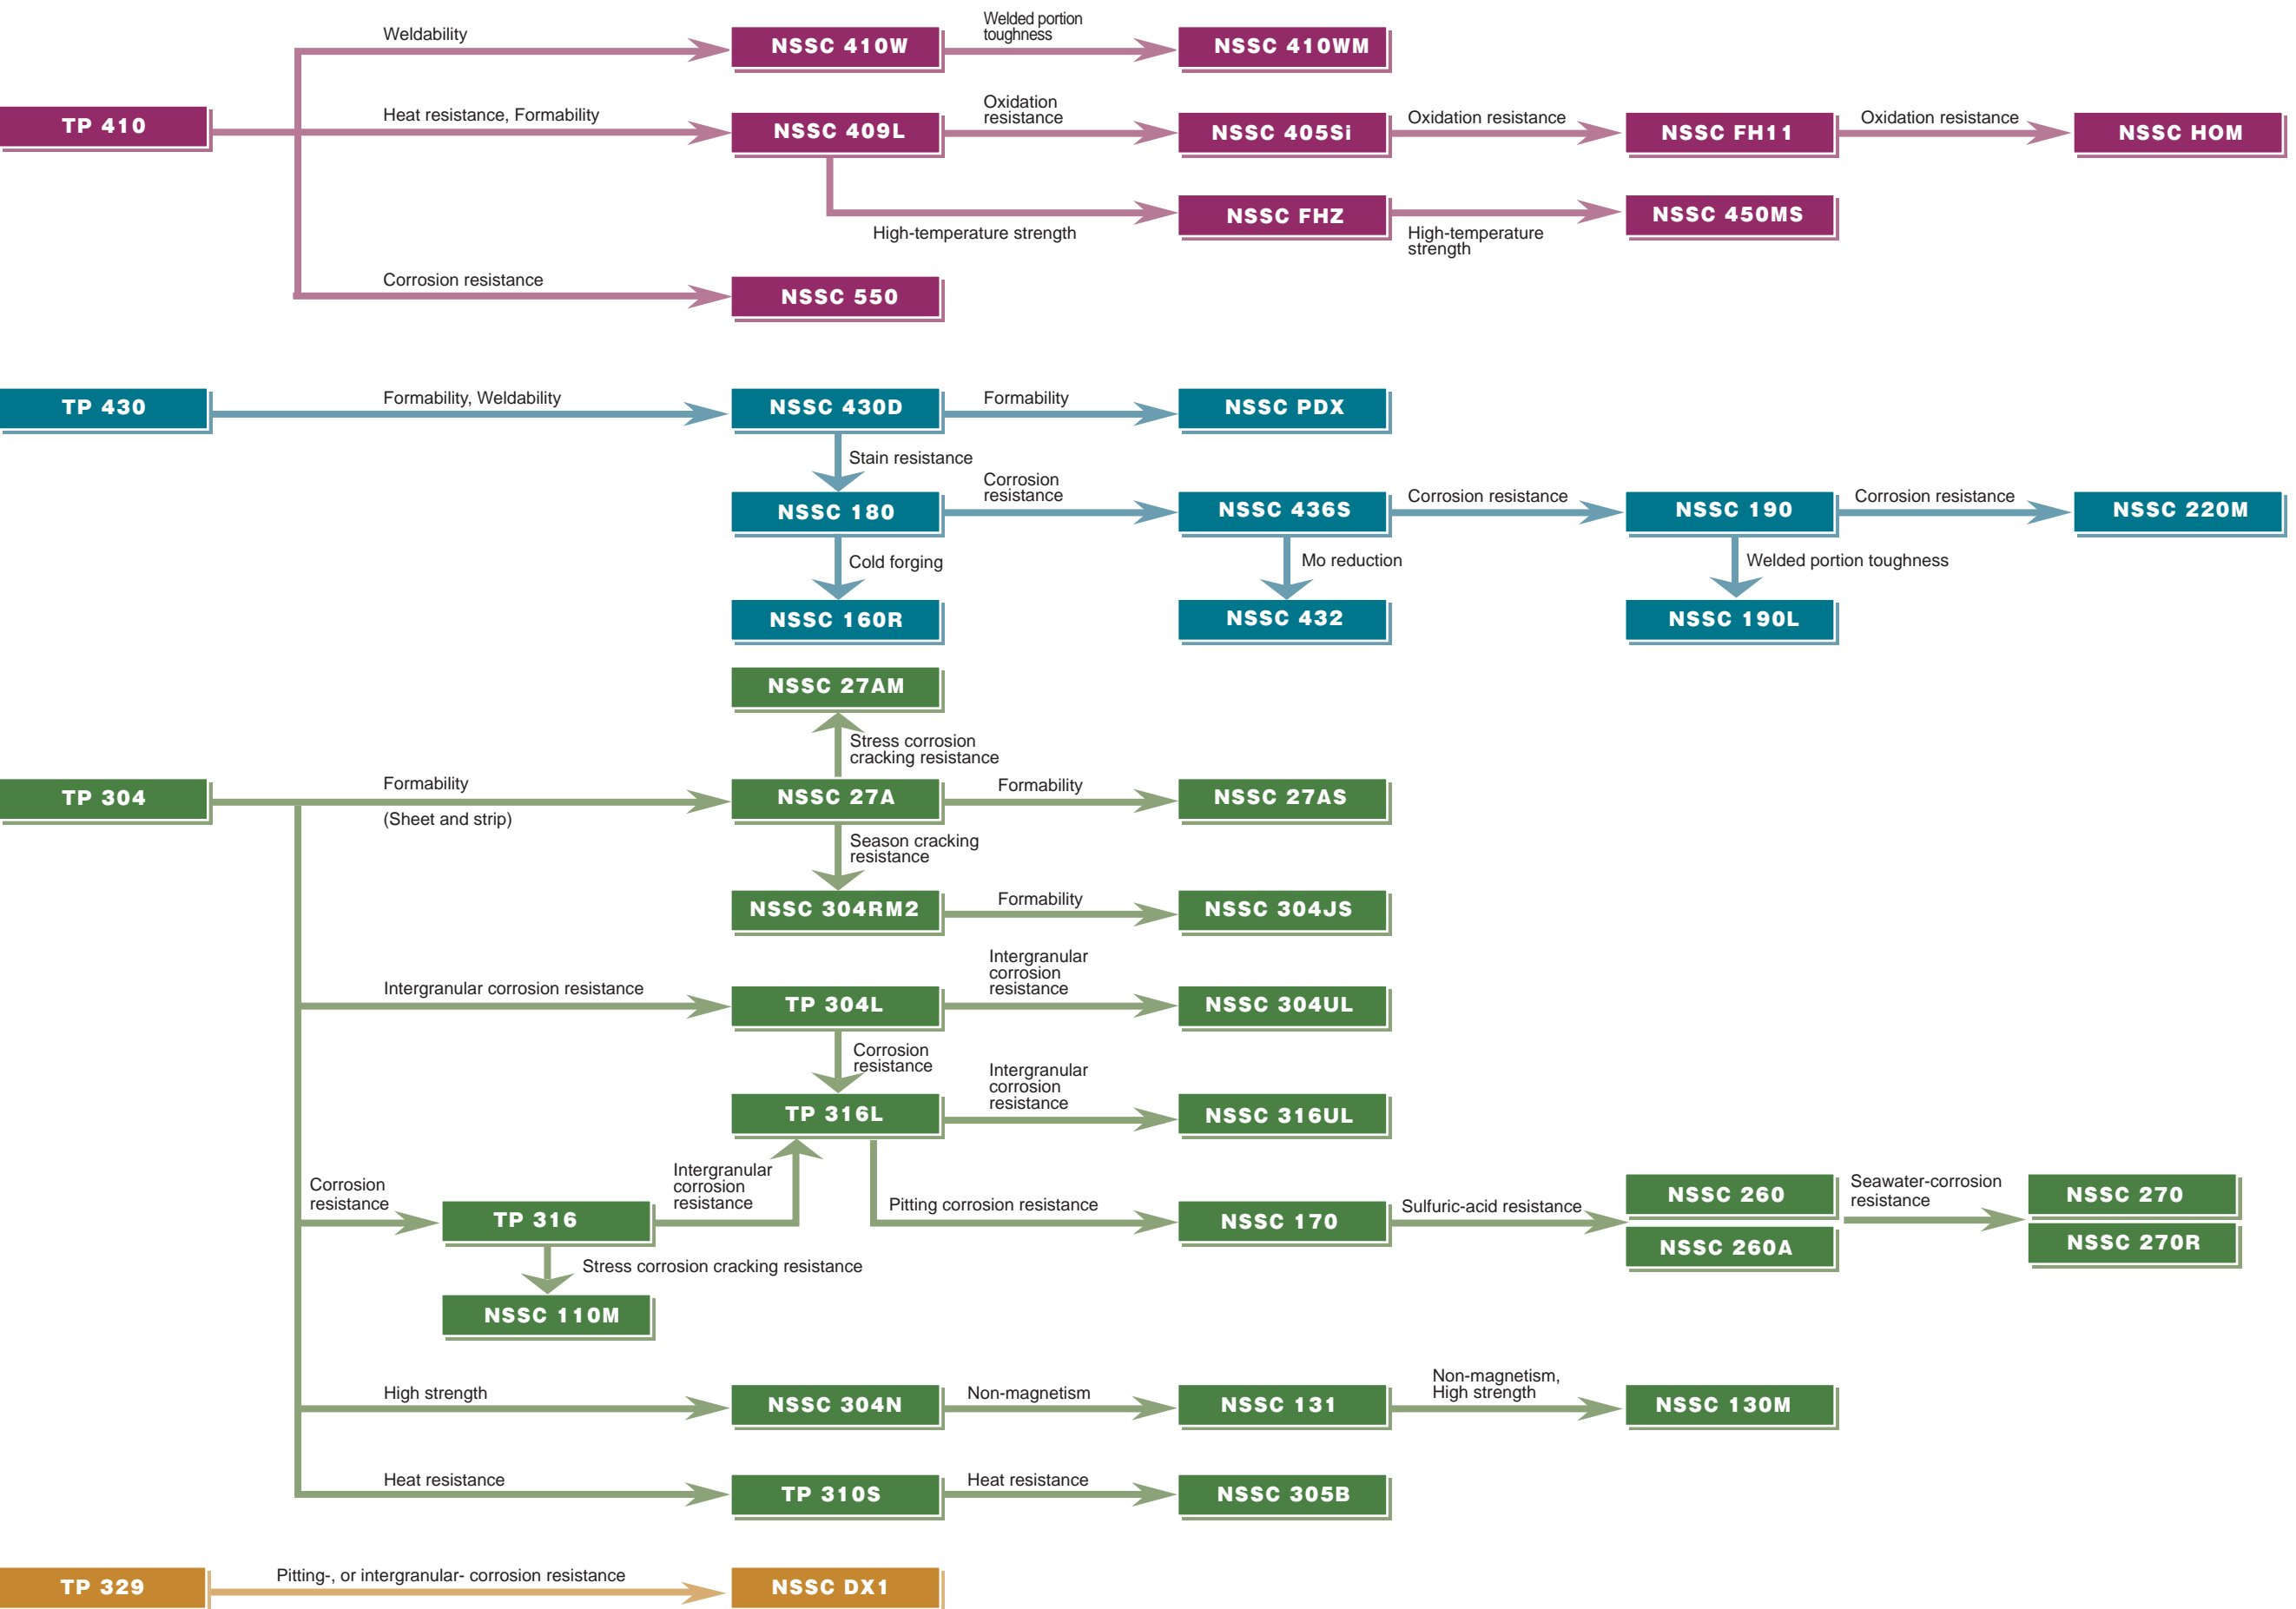 Weldability
NSSC 410W
Welded portion
toughness
NSSC 410WM
TP 410
Heat resistance, Formability
NSSC 409L
Oxidation
resistance
NSSC 405Si
Oxidation resistance
NSSC FH11
Oxidation resistance
NSSC HOM
High-temperature strength
NSSC FHZ
High-temperature
strength
NSSC 450MS
Corrosion resistance
NSSC 550
TP 430
Formability, Weldability
NSSC 430D
Formability
NSSC PDX
Stain resistance
NSSC 180
Corrosion
resistance
NSSC 436S
Corrosion resistance
NSSC 190
Corrosion resistance
NSSC 220M
Cold forging
Mo reduction
Welded portion toughness
NSSC 160R
NSSC 432
NSSC 190L
NSSC 27AM
Stress corrosion
cracking resistance
TP 304
Formability
(Sheet and strip)
NSSC 27A
Formability
NSSC 27AS
Season cracking
resistance
NSSC 304RM2
Formability
NSSC 304JS
Intergranular corrosion resistance
TP 304L
Intergranular
corrosion
resistance
NSSC 304UL
Corrosion
resistance
TP 316L
Intergranular
corrosion
resistance
NSSC 316UL
Corrosion
resistance
TP 316
Intergranular
corrosion
resistance
Pitting corrosion resistance
NSSC 170
Sulfuric-acid resistance
NSSC 260
NSSC 260A
Seawater-corrosion
resistance
NSSC 270
NSSC 270R
Stress corrosion cracking resistance
NSSC 110M
High strength
NSSC 304N
Non-magnetism
NSSC 131
Non-magnetism,
High strength
NSSC 130M
Heat resistance
TP 310S
Heat resistance
NSSC 305B
TP 329
Pitting-, or intergranular- corrosion resistance
NSSC DX1